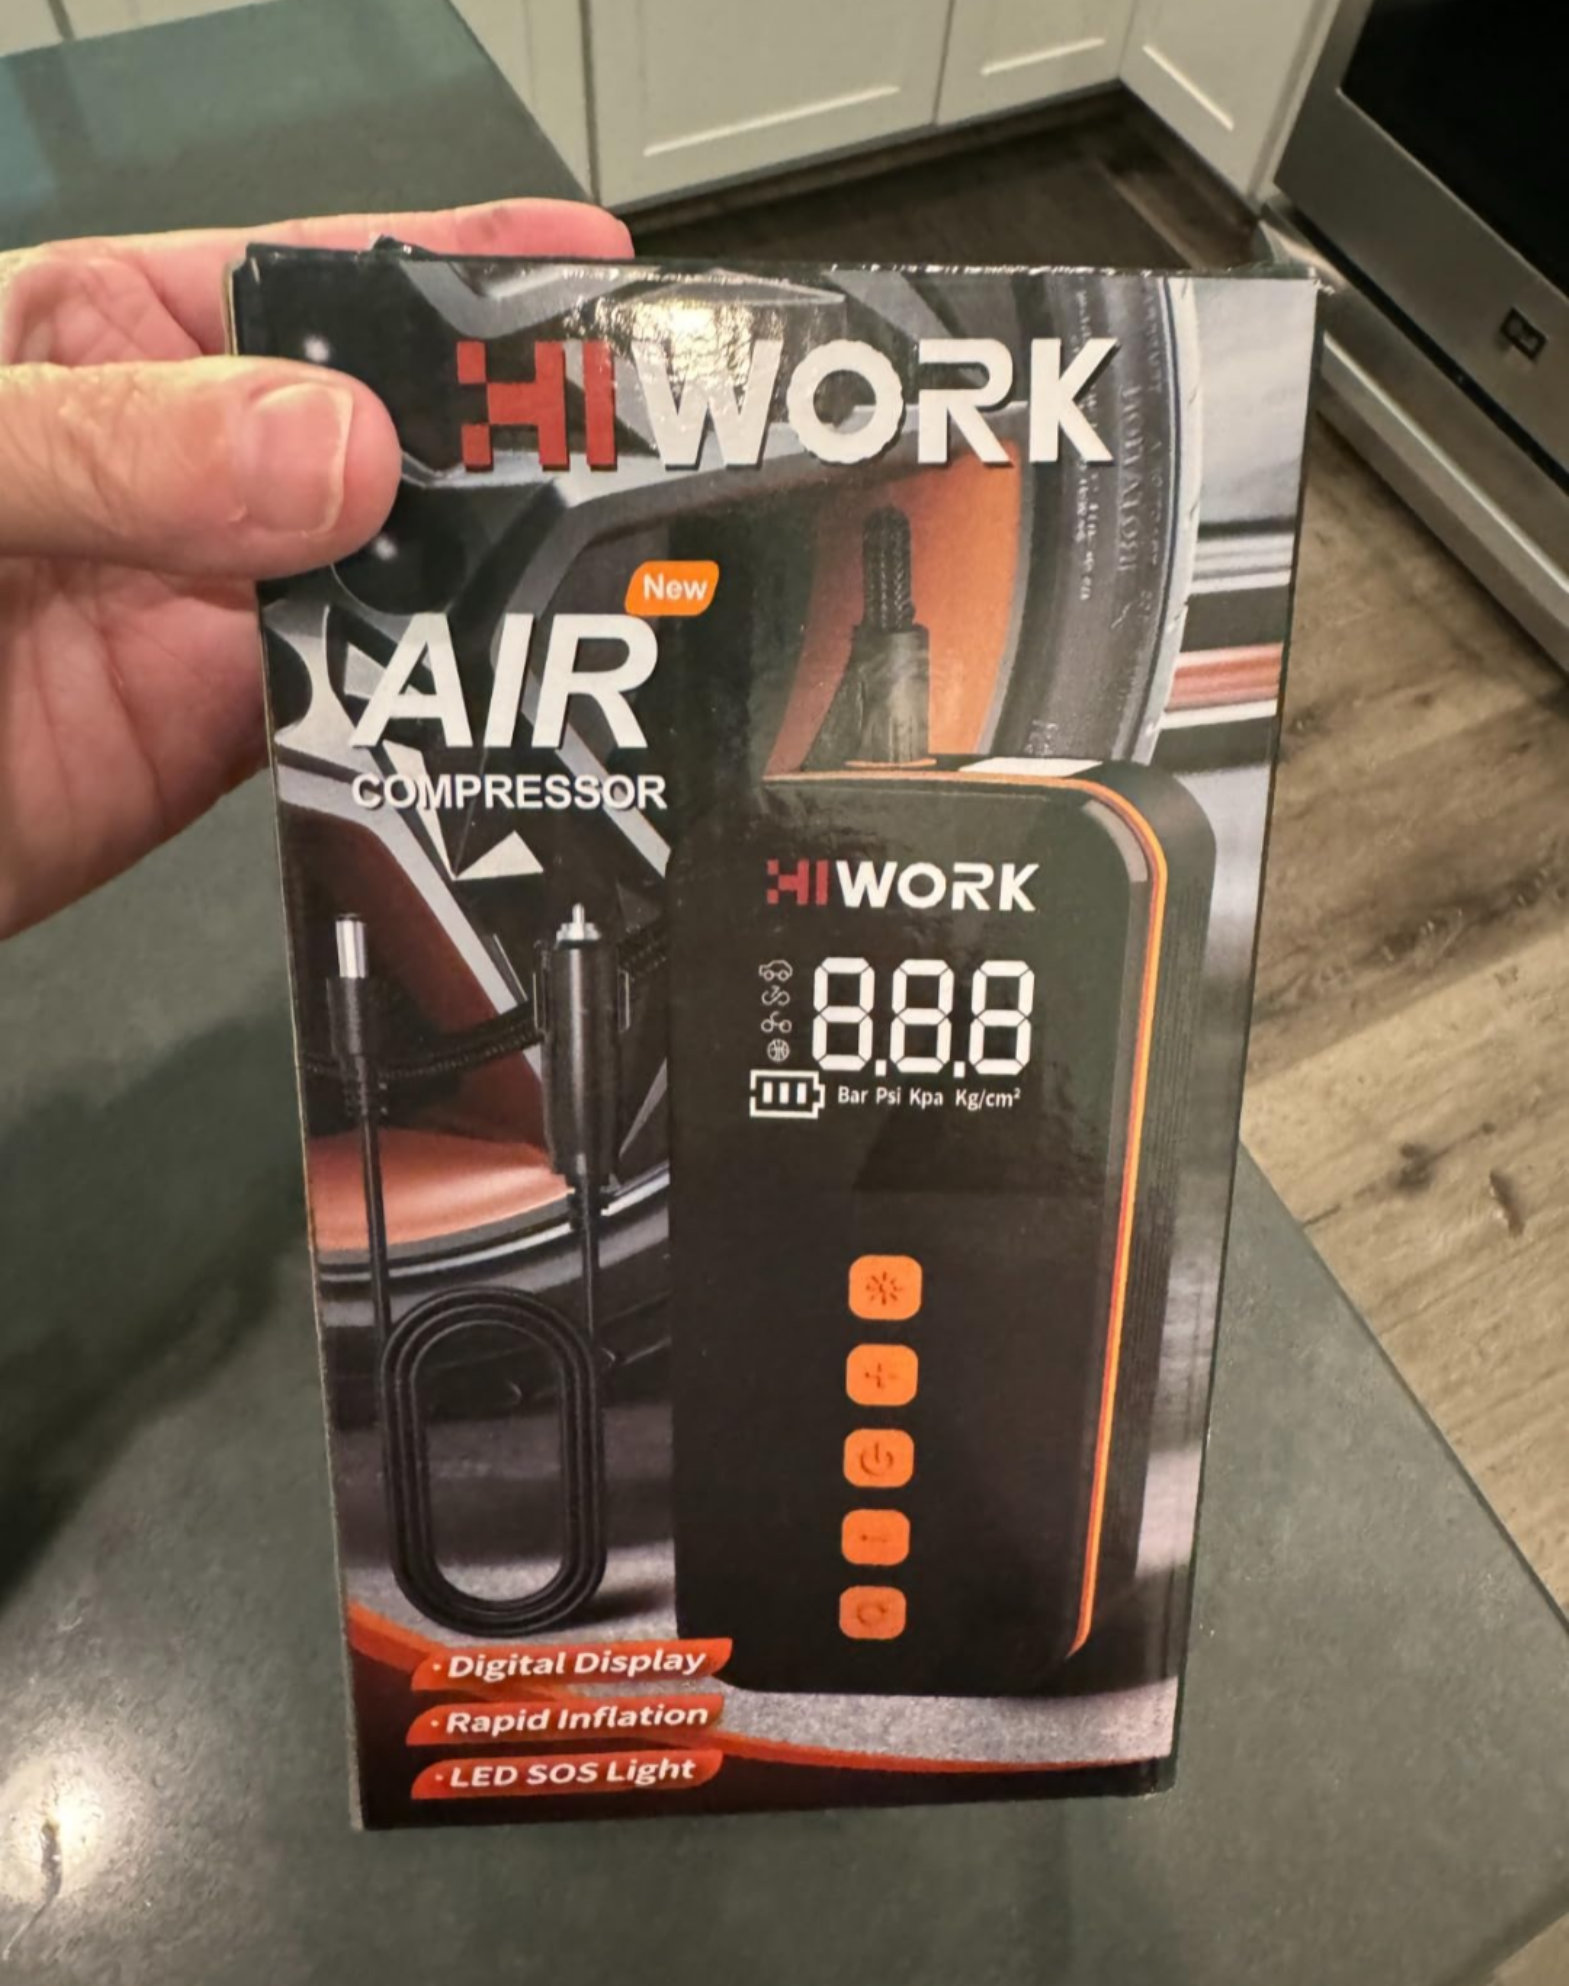 HIWORK
New
AIR
COMPRESSOR
HIWORK
8.8.8
Bar Psi Kpa Kg/cm²
· Digital Display
· Rapid Inflation
· LED SOS Light